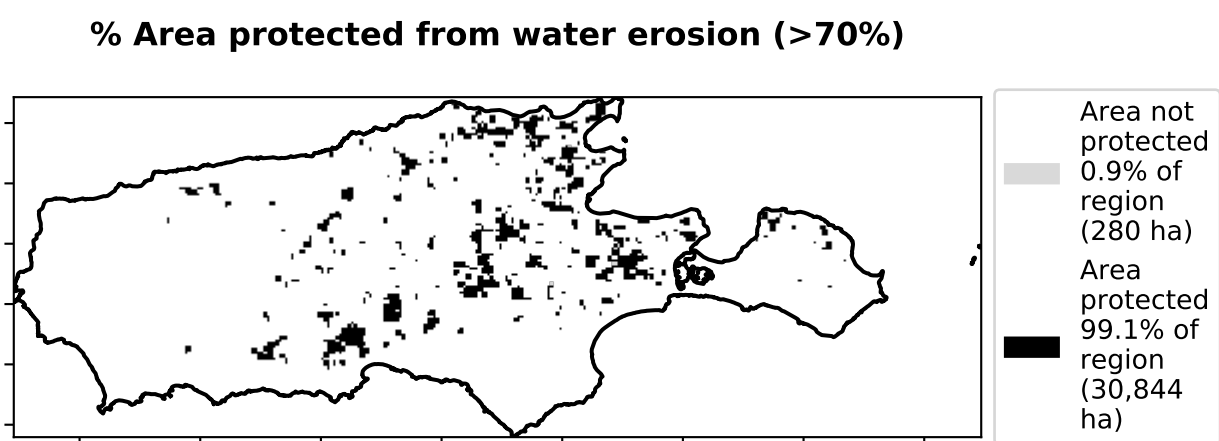 % Area protected from water erosion (>70%)
Area not
protected
0.9% of
region
(280 ha)
Area
protected
99.1% of
region
(30,844
ha)